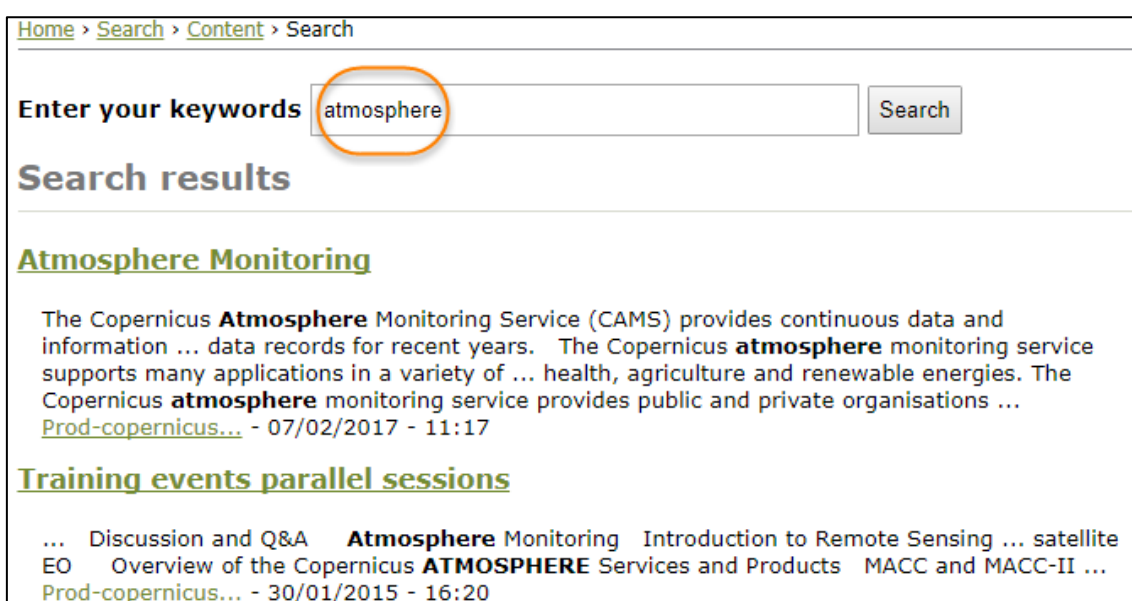 Home › Search › Content › Search
Enter your keywords atmosphere Search
Search results
Atmosphere Monitoring
The Copernicus Atmosphere Monitoring Service (CAMS) provides continuous data and
information ... data records for recent years.   The Copernicus atmosphere monitoring service
supports many applications in a variety of ... health, agriculture and renewable energies. The
Copernicus atmosphere monitoring service provides public and private organisations ...
Prod-copernicus... - 07/02/2017 - 11:17
Training events parallel sessions
...   Discussion and Q&A    Atmosphere Monitoring   Introduction to Remote Sensing ... satellite
EO    Overview of the Copernicus ATMOSPHERE Services and Products   MACC and MACC-II ...
Prod-copernicus... - 30/01/2015 - 16:20